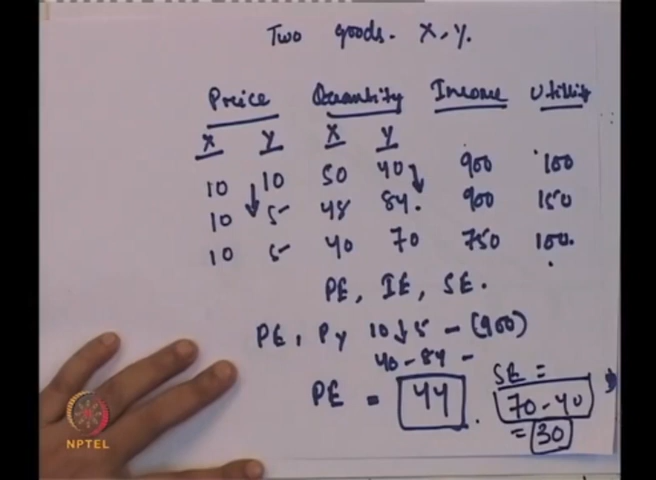 Two goods. X, Y.
Price Quantity Income Utility
X Y X Y
10 10 50 40 900 100
10 5 48 84. 900 150
10 5 40 70 750 100.
PE, IE, SE.
PE, Py 10 ↓ 5 - (900)
40 - 84 -
SE =
PE = 44. 70 - 40
= 30
NPTEL